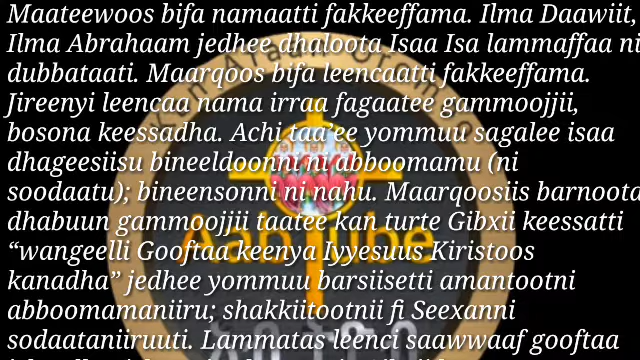 Maateewoos bifa namaatti fakkeeffama. Ilma Daawiit,
Ilma Abrahaam jedhee dhaloota Isaa Isa lammaffaa ni
dubbataati. Maarqoos bifa leencaatti fakkeeffama.
Jireenyi leencaa nama irraa fagaatee gammoojjii,
bosona keessadha. Achi taa'ee yommuu sagalee isaa
dhageesiisu bineeldoonni ni abboomamu (ni
soodaatu); bineensonni ni nahu. Maarqoosiis barnoota
dhabuun gammoojjii taatee kan turte Gibxii keessatti
“wangeelli Gooftaa keenya Iyyesuus Kiristoos
kanadha” jedhee yommuu barsiisetti amantootni
abboomamaniiru; shakkiitootnii fi Seexanni
sodaataniiruuti. Lammatas leenci saawwaaf gooftaa
AanTube